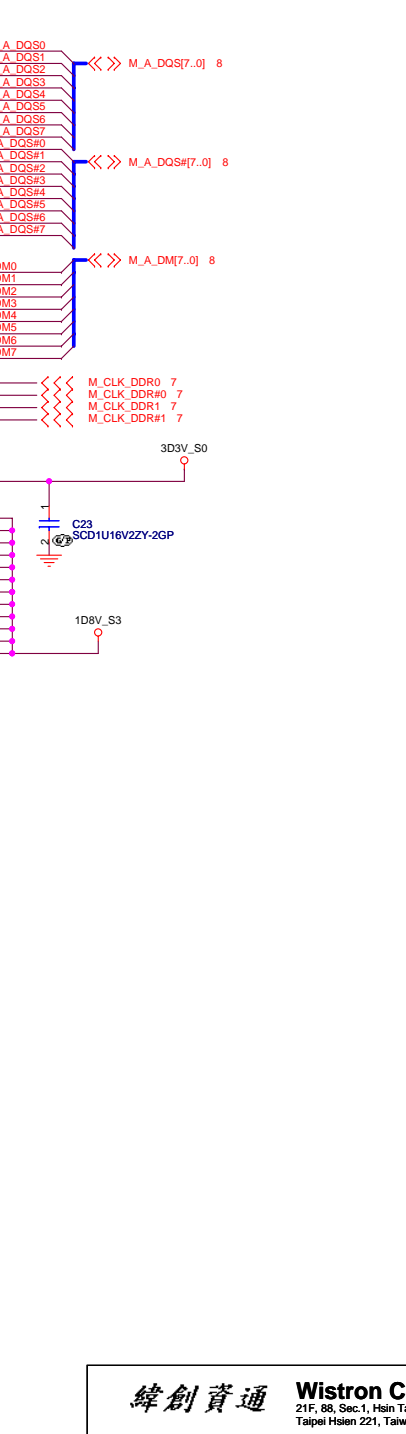 A_DQS0
A_DQS1
A_DQS2
A_DQS3
A_DQS4
A_DQS5
A_DQS6
A_DQS7
A_DQS#0
A_DQS#1
A_DQS#2
A_DQS#3
A_DQS#4
A_DQS#5
A_DQS#6
A_DQS#7
M_A_DQS[7..0] 8
M_A_DQS#[7..0] 8
M_A_DM[7..0] 8
DM0
DM1
DM2
DM3
DM4
DM5
DM6
DM7
M_CLK_DDR0 7
M_CLK_DDR#0 7
M_CLK_DDR1 7
M_CLK_DDR#1 7
3D3V_S0
1
2
C23
SCD1U16V2ZY-2GP
G/P
1D8V_S3
緯創資通
Wistron C
21F, 88, Sec.1, Hsin Ta
Taipei Hsien 221, Taiw